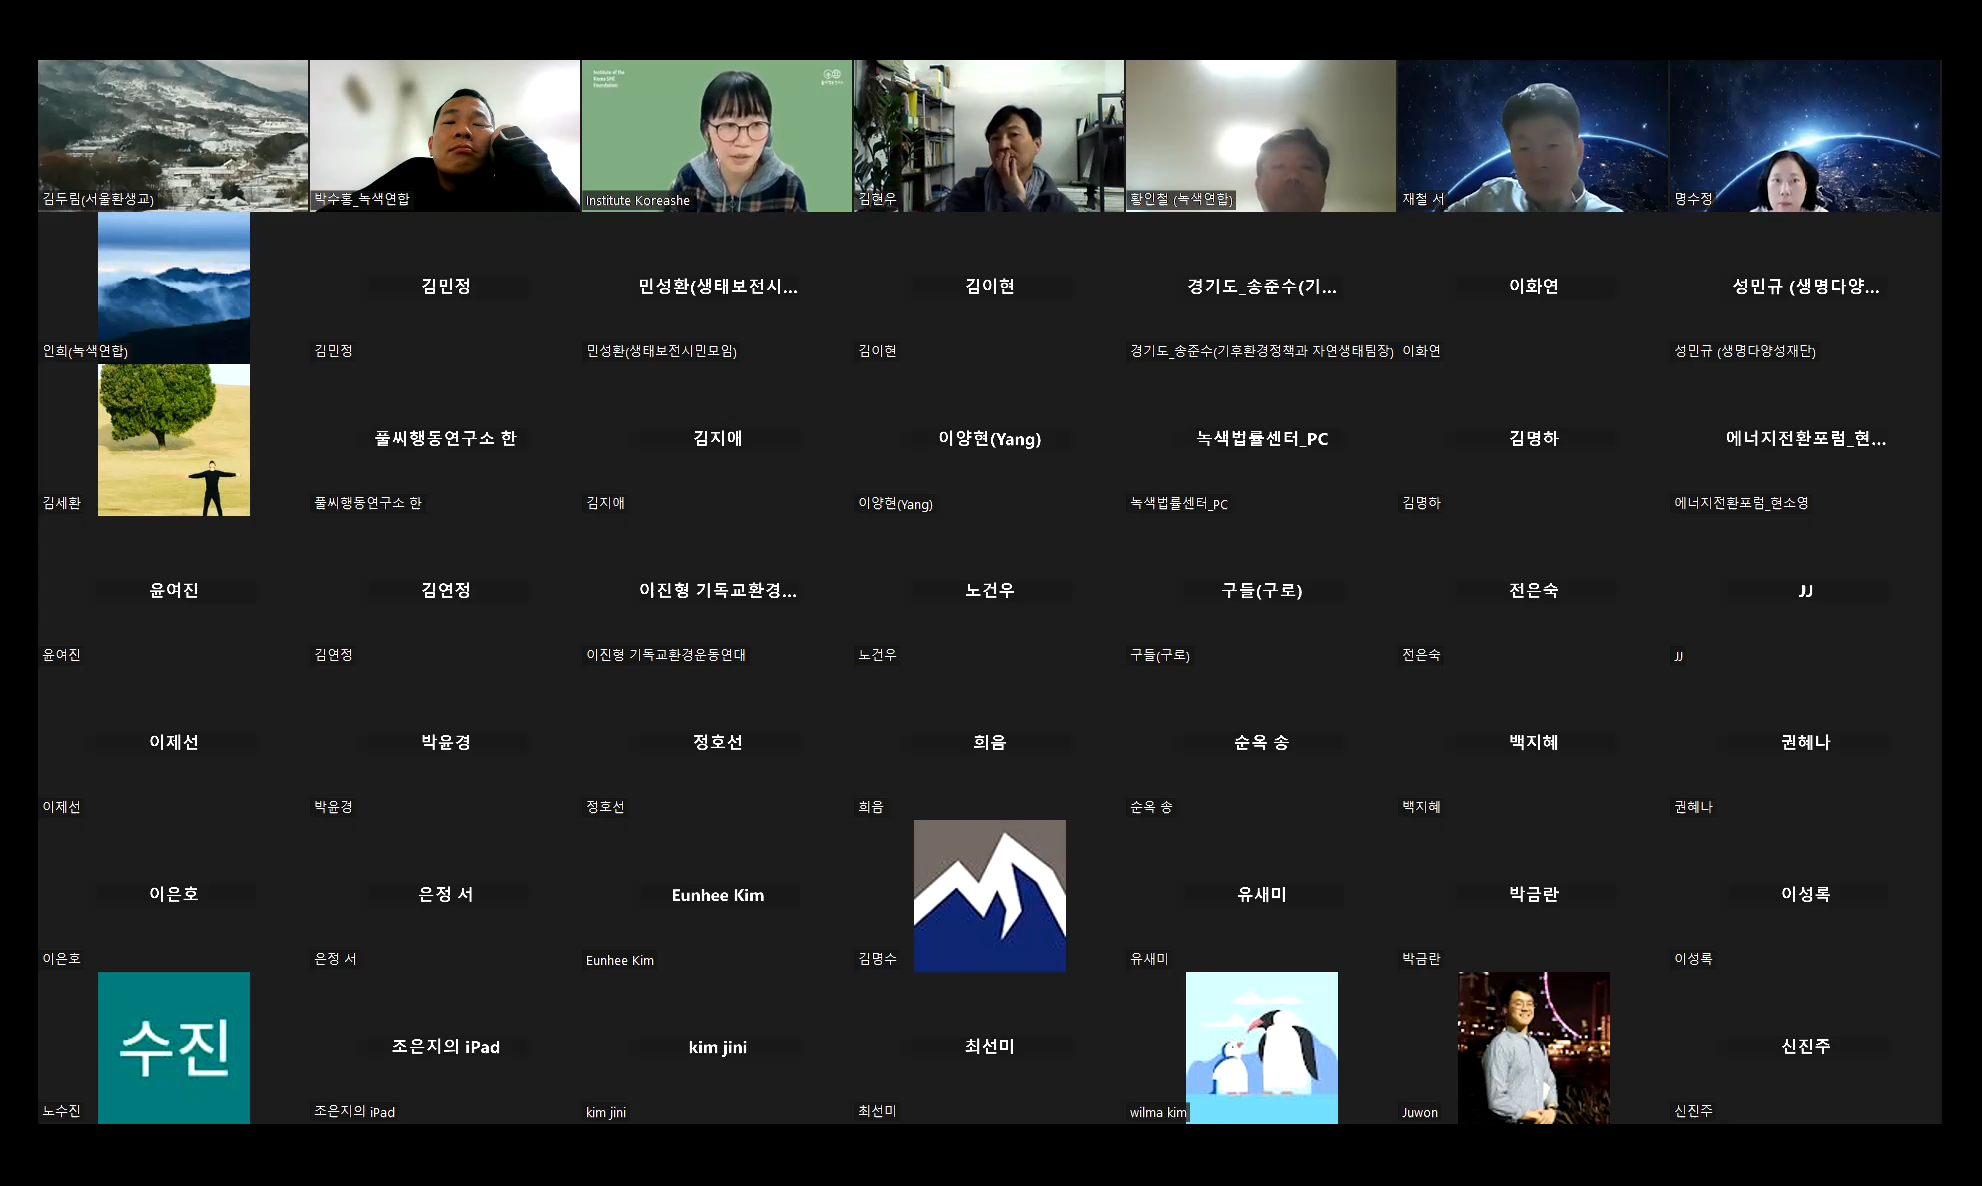 Institute of the
Korea SHE
Foundation
김두림(서울환생교)
박수홍_녹색연합
Institute Koreashe
김현우
황인철 (녹색연합)
재철 서
명수정
김민정
민성환(생태보전시...
김이현
경기도_송준수(기...
이화연
성민규 (생명다양...
인희(녹색연합)
김민정
민성환(생태보전시민모임)
김이현
경기도_송준수(기후환경정책과 자연생태팀장)
이화연
성민규 (생명다양성재단)
풀씨행동연구소 한
김지애
이양현(Yang)
녹색법률센터_PC
김명하
에너지전환포럼_현...
김세환
풀씨행동연구소 한
김지애
이양현(Yang)
녹색법률센터_PC
김명하
에너지전환포럼_현소영
윤여진
김연정
이진형 기독교환경...
노건우
구들(구로)
전은숙
JJ
윤여진
김연정
이진형 기독교환경운동연대
노건우
구들(구로)
전은숙
JJ
이제선
박윤경
정호선
희음
순옥 송
백지혜
권혜나
이제선
박윤경
정호선
희음
순옥 송
백지혜
권혜나
이은호
은정 서
Eunhee Kim
유새미
박금란
이성록
이은호
은정 서
Eunhee Kim
김명수
유새미
박금란
이성록
수진
조은지의 iPad
kim jini
최선미
신진주
노수진
조은지의 iPad
kim jini
최선미
wilma kim
Juwon
신진주